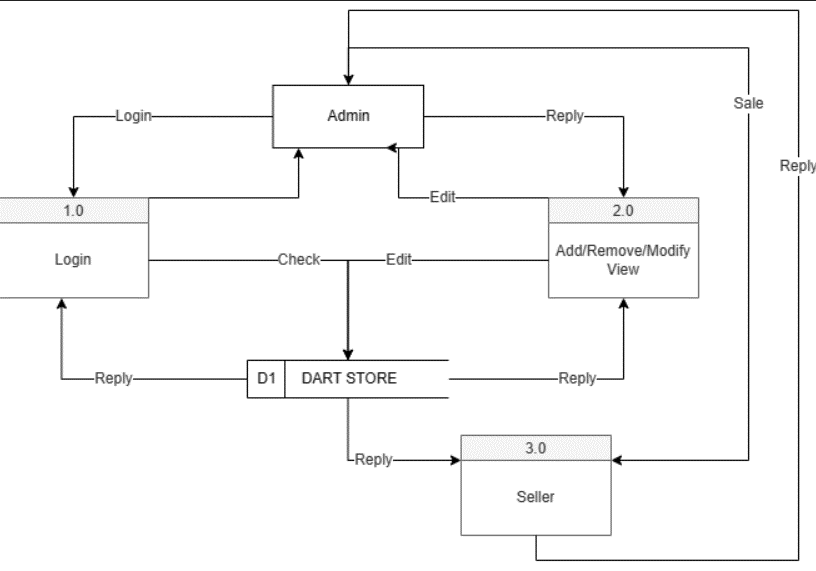 Sale
Login
Admin
Reply
Reply
Edit
1.0
2.0
Login
Check
Edit
Add/Remove/Modify
View
Reply
D1
DART STORE
Reply
Reply
3.0
Seller